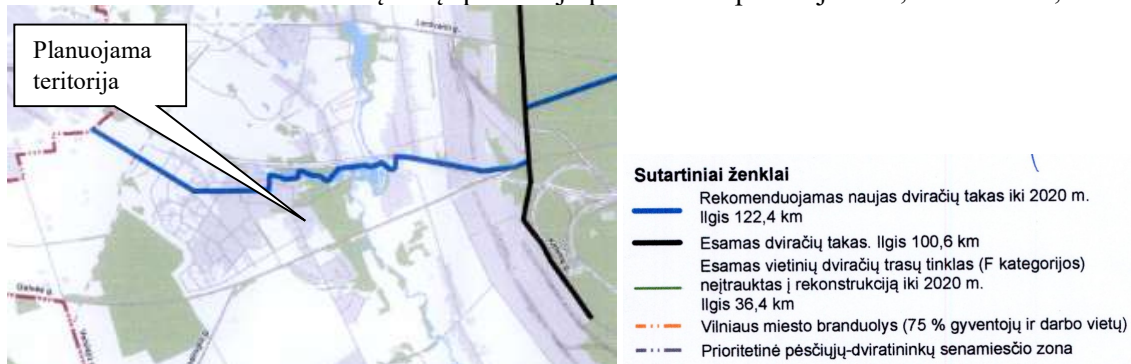 Planuojama
teritorija
Sutartiniai ženklai
Rekomenduojamas naujas dviračių takas iki 2020 m.
Ilgis 122,4 km
Esamas dviračių takas. Ilgis 100,6 km
Esamas vietinių dviračių trasų tinklas (F kategorijos)
neįtrauktas į rekonstrukciją iki 2020 m.
Ilgis 36,4 km
Vilniaus miesto branduolys (75 % gyventojų ir darbo vietų)
Prioritetinė pėsčiųjų-dviratininkų senamiesčio zona